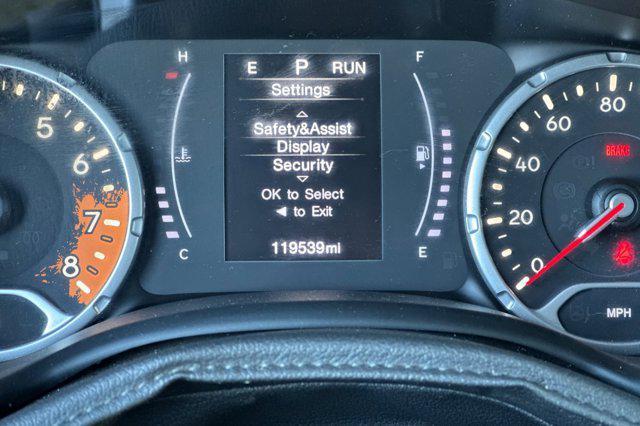 H
E P RUN
F
Settings
Safety&Assist
Display
Security
OK to Select
◄ to Exit
119539mi
C
E
5
6
7
8
80
60
40
20
0
BRAKE
MPH